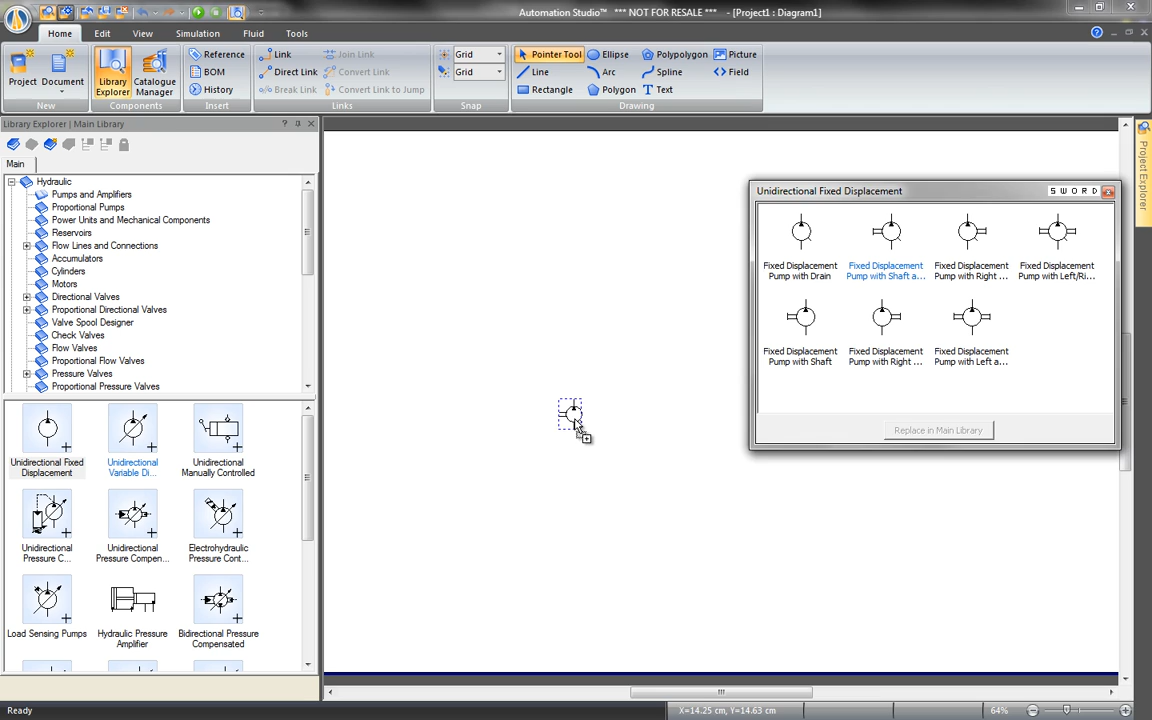 Automation Studio™ *** NOT FOR RESALE *** - [Project1 : Diagram1]
Home Edit View Simulation Fluid Tools
Project
Document
New
Library Explorer
Catalogue Manager
Components
Reference
BOM
History
Insert
Link
Direct Link
Break Link
Join Link
Convert Link
Convert Link to Jump
Links
Grid
Grid
Snap
Pointer Tool
Line
Rectangle
Ellipse
Arc
Polygon
Polypolygon
Spline
Text
Picture
Field
Drawing
Library Explorer | Main Library
Main
Hydraulic
Pumps and Amplifiers
Proportional Pumps
Power Units and Mechanical Components
Reservoirs
Flow Lines and Connections
Accumulators
Cylinders
Motors
Directional Valves
Proportional Directional Valves
Valve Spool Designer
Check Valves
Flow Valves
Proportional Flow Valves
Pressure Valves
Proportional Pressure Valves
Unidirectional Fixed
Displacement
Unidirectional
Variable Di...
Unidirectional
Manually Controlled
Unidirectional
Pressure C...
Unidirectional
Pressure Compen...
Electrohydraulic
Pressure Cont...
Load Sensing Pumps
Hydraulic Pressure
Amplifier
Bidirectional Pressure
Compensated
Unidirectional Fixed Displacement
S W O R D
Fixed Displacement
Pump with Drain
Fixed Displacement
Pump with Shaft a...
Fixed Displacement
Pump with Right ...
Fixed Displacement
Pump with Left/Ri...
Fixed Displacement
Pump with Shaft
Fixed Displacement
Pump with Right ...
Fixed Displacement
Pump with Left a...
Replace in Main Library
Project Explorer
Ready
X=14.25 cm, Y=14.63 cm
64%